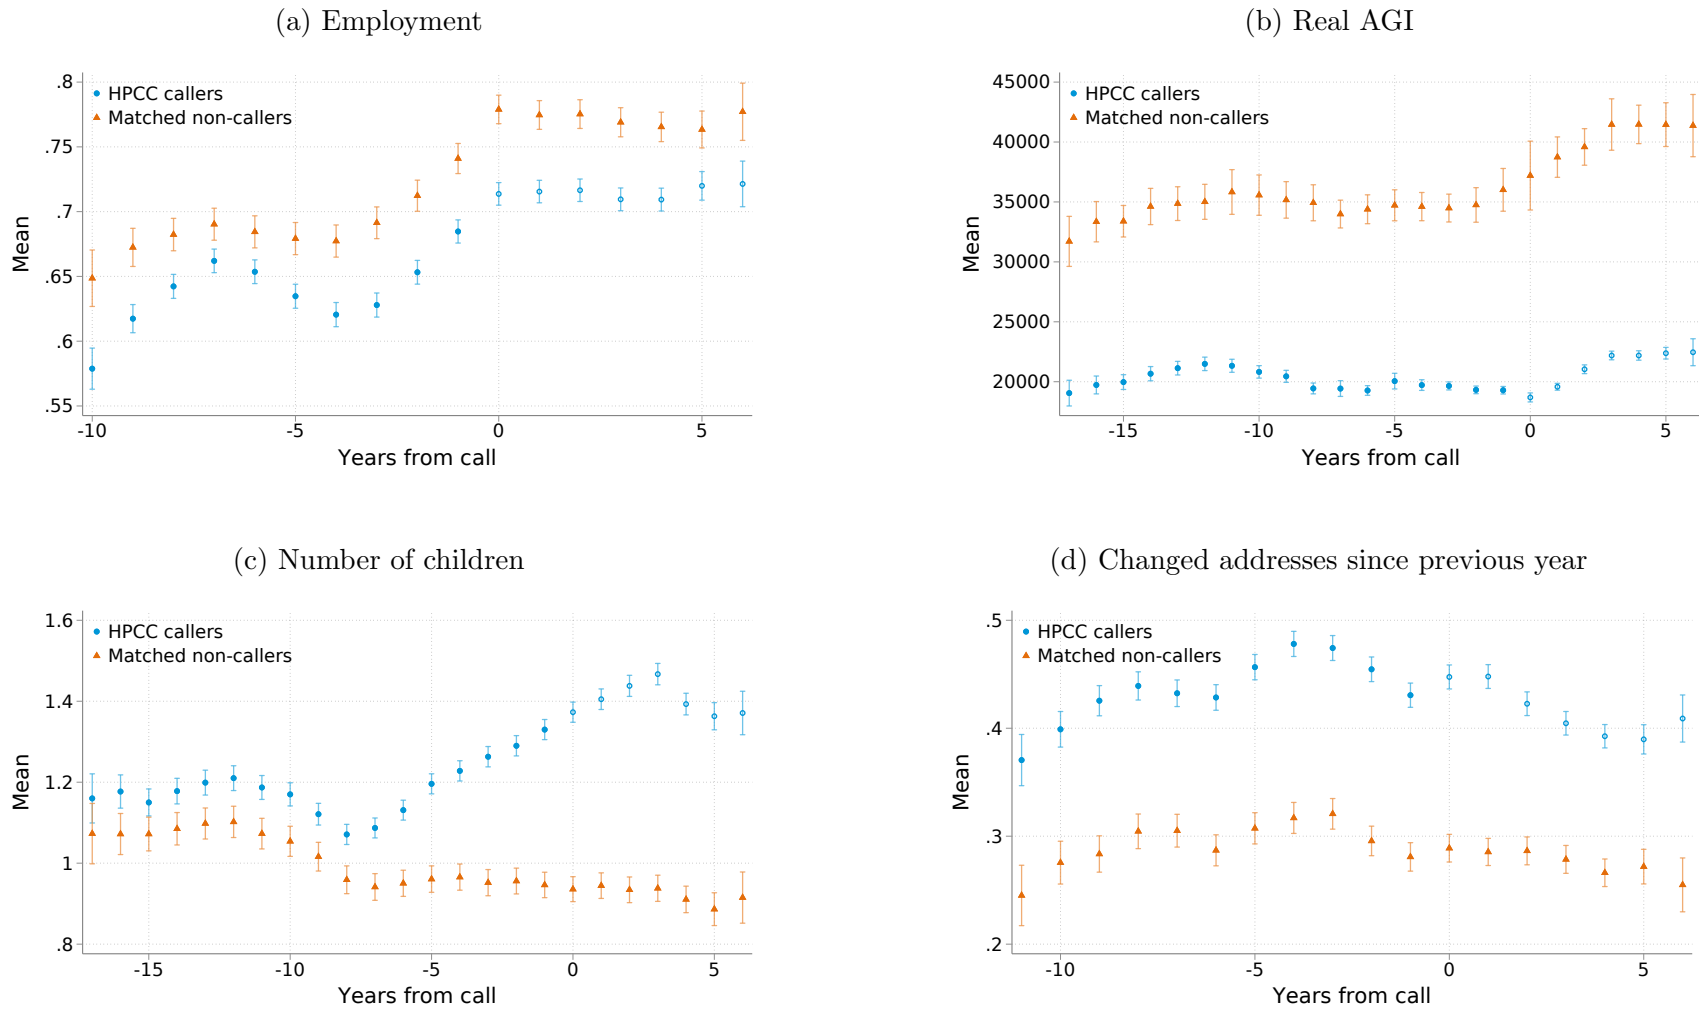 (a) Employment
.8
.75
.7
.65
.6
.55
Mean
HPCC callers
Matched non-callers
-10 -5 0 5
Years from call
(b) Real AGI
45000
40000
35000
30000
25000
20000
Mean
HPCC callers
Matched non-callers
-15 -10 -5 0 5
Years from call
(c) Number of children
1.6
1.4
1.2
1
.8
Mean
HPCC callers
Matched non-callers
-15 -10 -5 0 5
Years from call
(d) Changed addresses since previous year
.5
.4
.3
.2
Mean
HPCC callers
Matched non-callers
-10 -5 0 5
Years from call